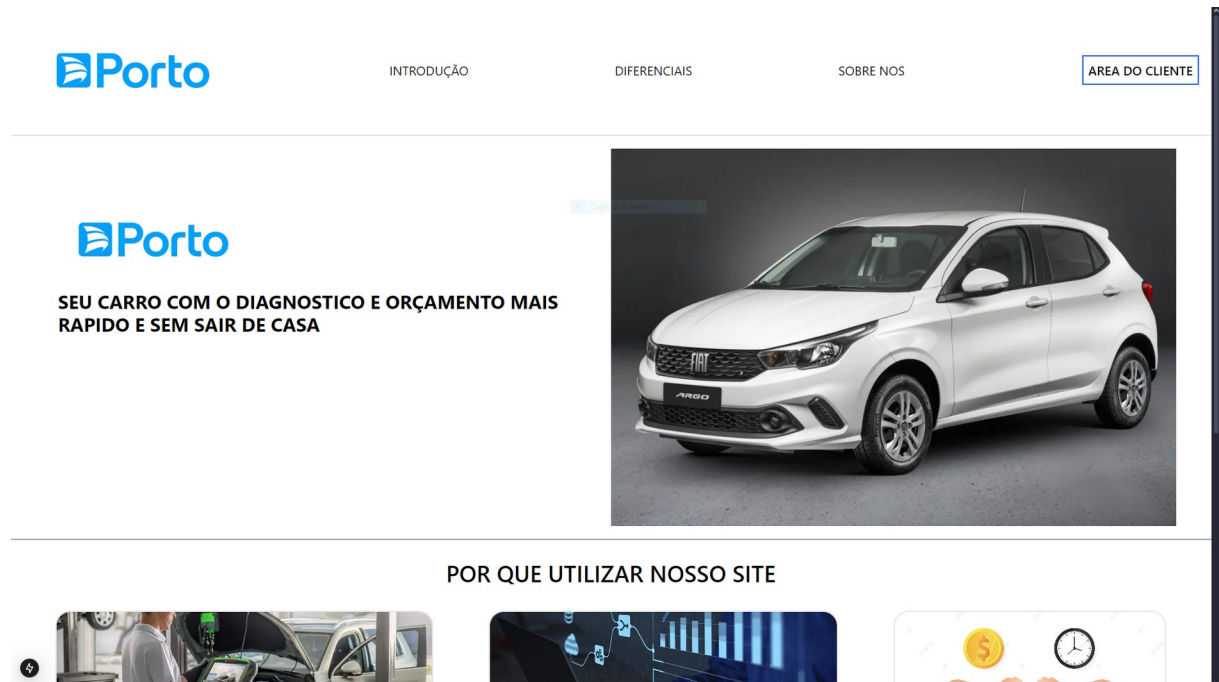 Porto
INTRODUÇÃO
DIFERENCIAIS
SOBRE NOS
AREA DO CLIENTE
Porto
SEU CARRO COM O DIAGNOSTICO E ORÇAMENTO MAIS
RAPIDO E SEM SAIR DE CASA
FIAT
ARGO
POR QUE UTILIZAR NOSSO SITE